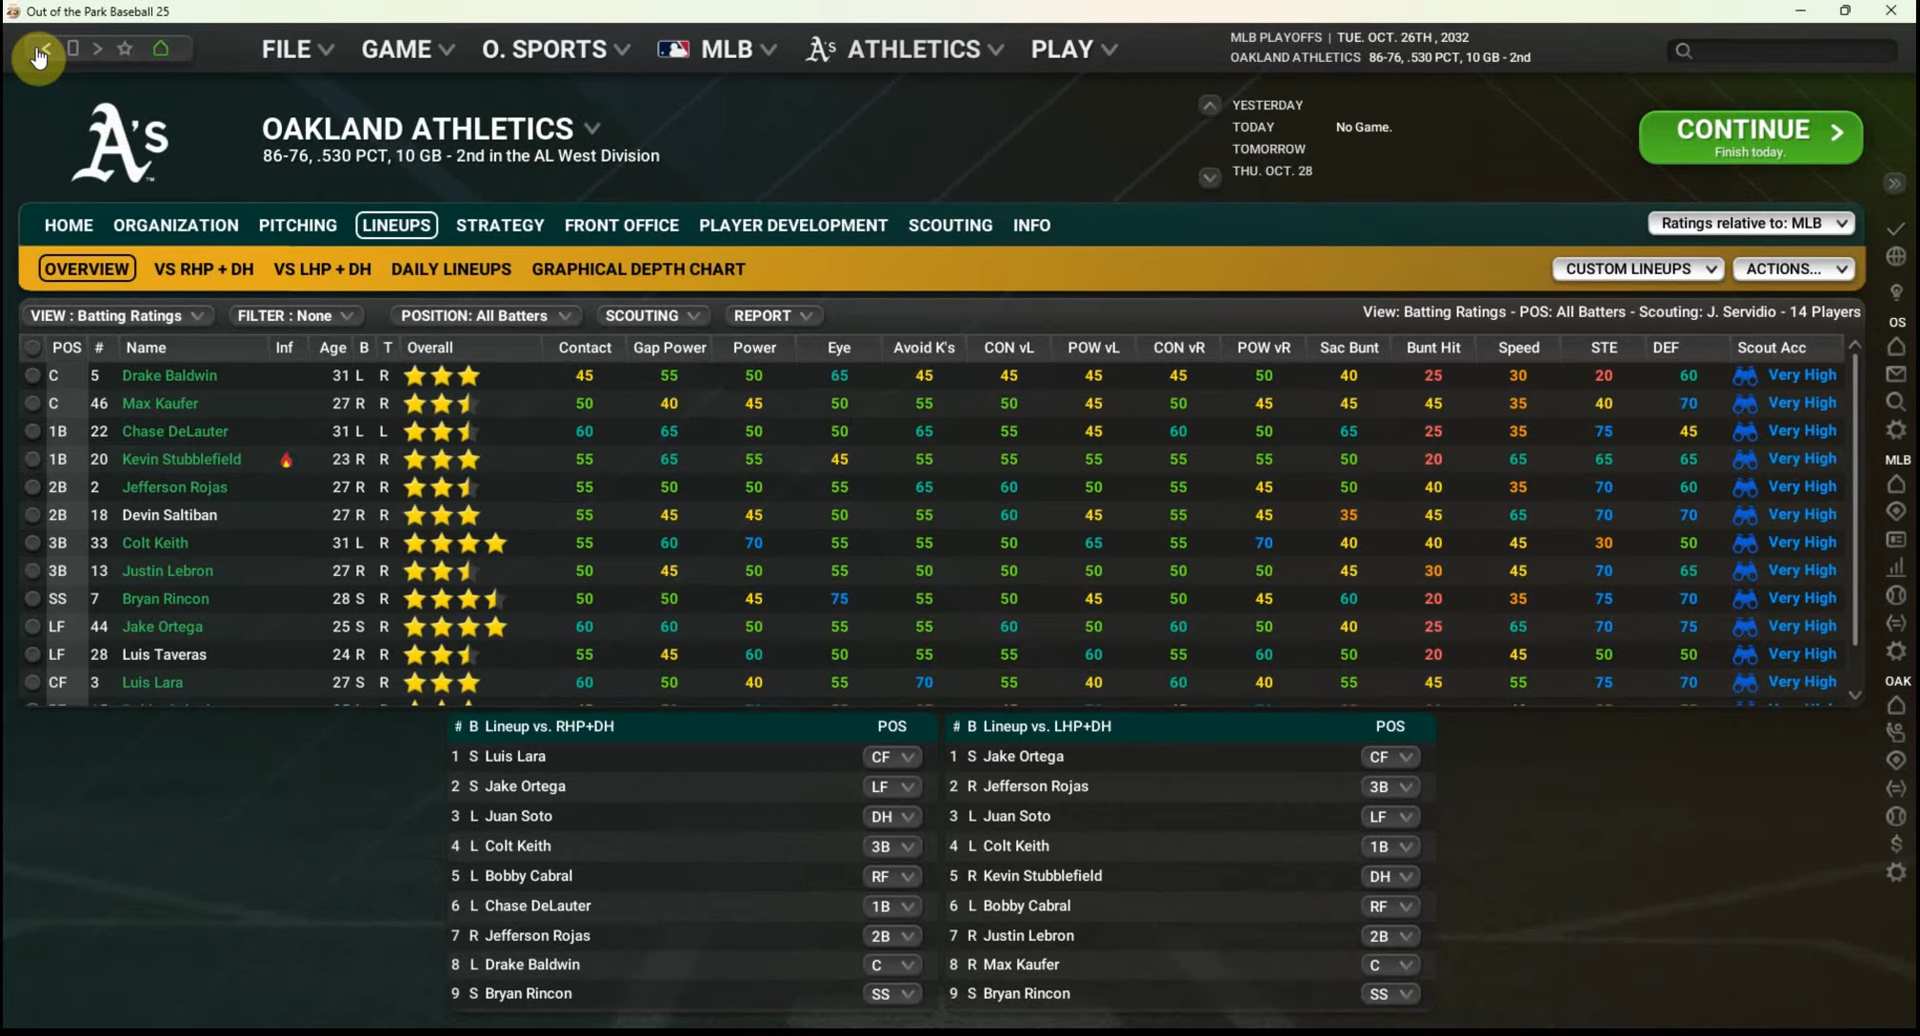 Out of the Park Baseball 25
FILE GAME O. SPORTS MLB A's ATHLETICS PLAY
MLB PLAYOFFS | TUE. OCT. 26TH , 2032
OAKLAND ATHLETICS 86-76, .530 PCT, 10 GB - 2nd
A's
OAKLAND ATHLETICS
86-76, .530 PCT, 10 GB - 2nd in the AL West Division
YESTERDAY
TODAY No Game.
TOMORROW
THU. OCT. 28
CONTINUE
Finish today.
HOME ORGANIZATION PITCHING LINEUPS STRATEGY FRONT OFFICE PLAYER DEVELOPMENT SCOUTING INFO Ratings relative to: MLB
OVERVIEW VS RHP + DH VS LHP + DH DAILY LINEUPS GRAPHICAL DEPTH CHART CUSTOM LINEUPS ACTIONS...
VIEW : Batting Ratings FILTER : None POSITION: All Batters SCOUTING REPORT View: Batting Ratings - POS: All Batters - Scouting: J. Servidio - 14 Players
POS # Name Inf Age B T Overall Contact Gap Power Power Eye Avoid K's CON vL POW vL CON vR POW vR Sac Bunt Bunt Hit Speed STE DEF Scout Acc
C 5 Drake Baldwin 31 L R 45 55 50 65 45 45 45 45 50 40 25 30 20 60 Very High
C 46 Max Kaufer 27 R R 50 40 45 50 55 50 45 50 45 45 45 35 40 70 Very High
1B 22 Chase DeLauter 31 L L 60 65 50 50 65 55 45 60 50 65 25 35 75 45 Very High
1B 20 Kevin Stubblefield 23 R R 55 65 55 45 55 55 55 55 55 50 20 65 65 65 Very High
2B 2 Jefferson Rojas 27 R R 55 50 50 55 65 60 50 55 45 50 40 35 70 60 Very High
2B 18 Devin Saltiban 27 R R 55 45 45 50 55 60 45 55 45 35 45 65 70 70 Very High
3B 33 Colt Keith 31 L R 55 60 70 55 55 50 65 55 70 40 40 45 30 50 Very High
3B 13 Justin Lebron 27 R R 50 45 50 55 50 50 50 50 50 45 30 45 70 65 Very High
SS 7 Bryan Rincon 28 S R 50 50 45 75 55 50 45 50 45 60 20 35 75 70 Very High
LF 44 Jake Ortega 25 S R 60 60 50 55 55 60 50 60 50 40 25 65 70 75 Very High
LF 28 Luis Taveras 24 R R 55 45 60 50 55 55 60 55 60 50 20 45 50 50 Very High
CF 3 Luis Lara 27 S R 60 50 40 55 70 55 40 60 40 55 45 55 75 70 Very High
# B Lineup vs. RHP+DH POS
1 S Luis Lara CF
2 S Jake Ortega LF
3 L Juan Soto DH
4 L Colt Keith 3B
5 L Bobby Cabral RF
6 L Chase DeLauter 1B
7 R Jefferson Rojas 2B
8 L Drake Baldwin C
9 S Bryan Rincon SS
# B Lineup vs. LHP+DH POS
1 S Jake Ortega CF
2 R Jefferson Rojas 3B
3 L Juan Soto LF
4 L Colt Keith 1B
5 R Kevin Stubblefield DH
6 L Bobby Cabral RF
7 R Justin Lebron 2B
8 R Max Kaufer C
9 S Bryan Rincon SS
OS
MLB
OAK